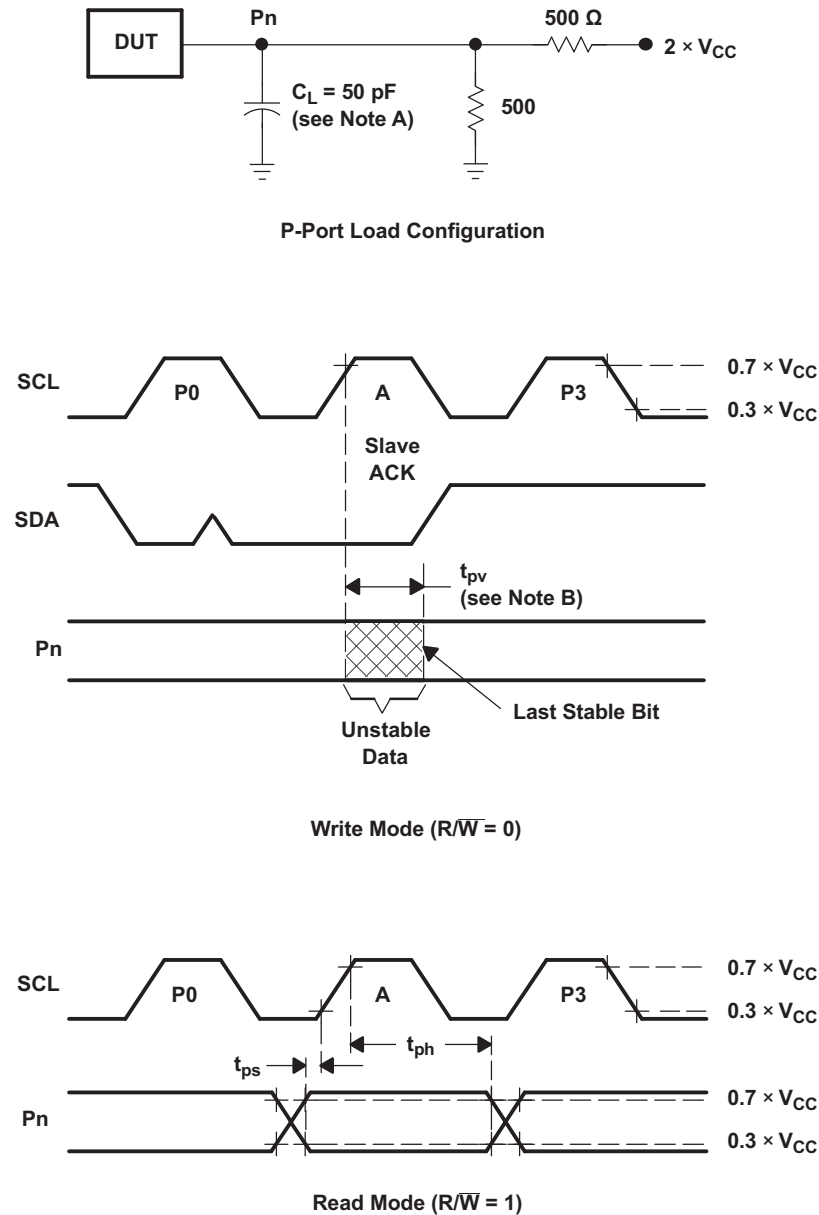 DUT
Pn
500 Ω
2 × VCC
CL = 50 pF
(see Note A)
500
P-Port Load Configuration
SCL
P0
A
P3
0.7 × VCC
0.3 × VCC
Slave
ACK
SDA
tpv
(see Note B)
Pn
Last Stable Bit
Unstable
Data
Write Mode (R/W̅ = 0)
SCL
P0
A
P3
0.7 × VCC
0.3 × VCC
tps
tph
Pn
0.7 × VCC
0.3 × VCC
Read Mode (R/W̅ = 1)